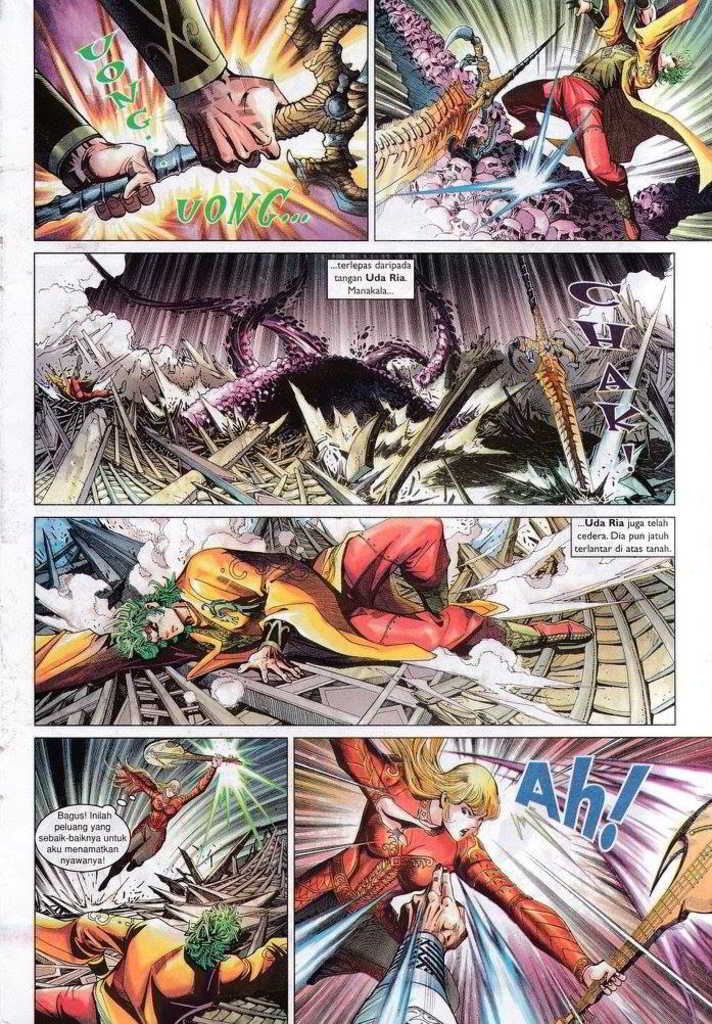 UONG...
UONG...
...terlepas daripada
tangan Uda Ria.
Manakala...
CHAK!
...Uda Ria juga telah
cedera. Dia pun jatuh
terlantar di atas tanah.
Bagus! Inilah
peluang yang
sebaik-baiknya untuk
aku menamatkan
nyawanya!
Ah!